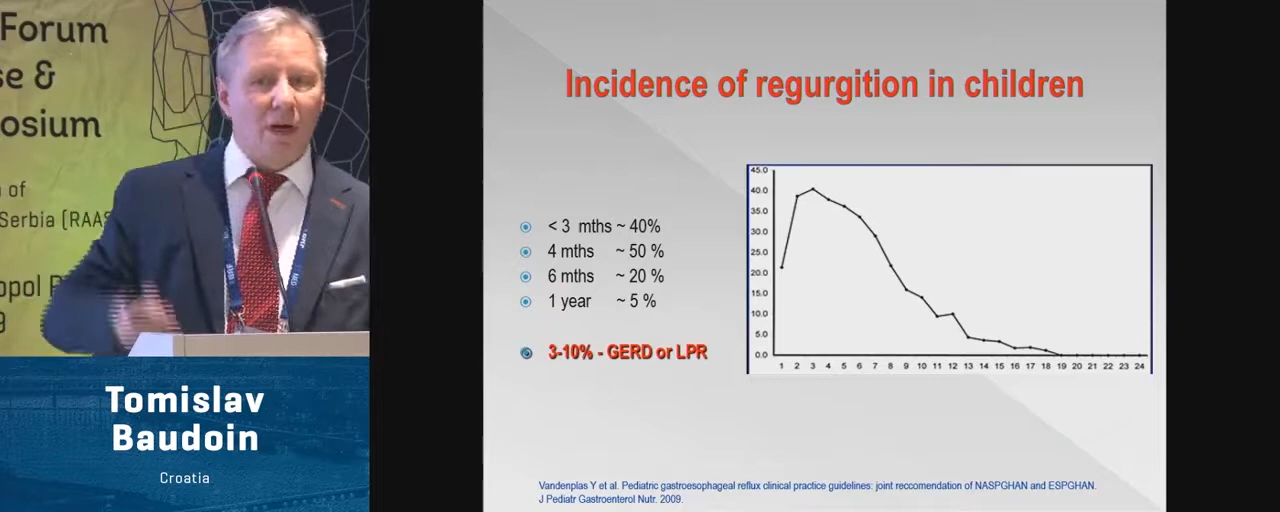 Forum
&
Serbia (RAAS
of
9
Tomislav
Baudoin
Croatia
Incidence of regurgition in children
< 3 mths ~ 40%
4 mths ~ 50 %
6 mths ~ 20 %
1 year ~ 5 %
3-10% - GERD or LPR
45.0
40.0
35.0
30.0
25.0
20.0
15.0
10.0
5.0
0.0
1 2 3 4 5 6 7 8 9 10 11 12 13 14 15 16 17 18 19 20 21 22 23 24
Vandenplas Y et al. Pediatric gastroesophageal reflux clinical practice guidelines: joint reccomendation of NASPGHAN and ESPGHAN.
J Pediatr Gastroenterol Nutr. 2009.